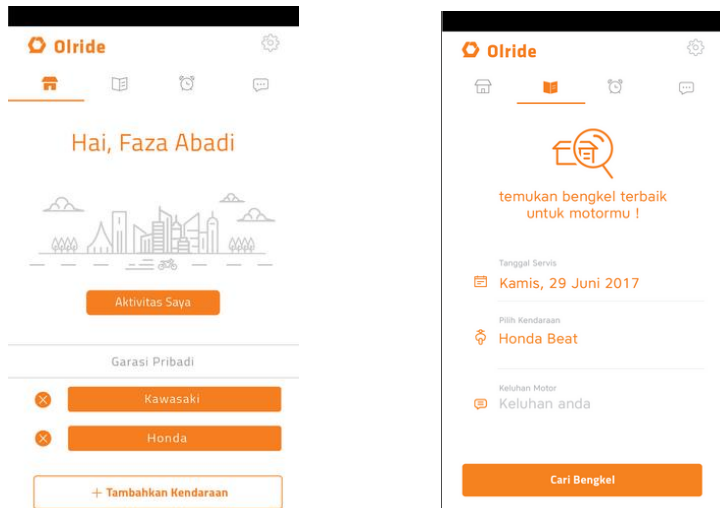 Olride
Hai, Faza Abadi
Aktivitas Saya
Garasi Pribadi
Kawasaki
Honda
+ Tambahkan Kendaraan
Olride
temukan bengkel terbaik
untuk motormu !
Tanggal Servis
Kamis, 29 Juni 2017
Pilih Kendaraan
Honda Beat
Keluhan Motor
Keluhan anda
Cari Bengkel